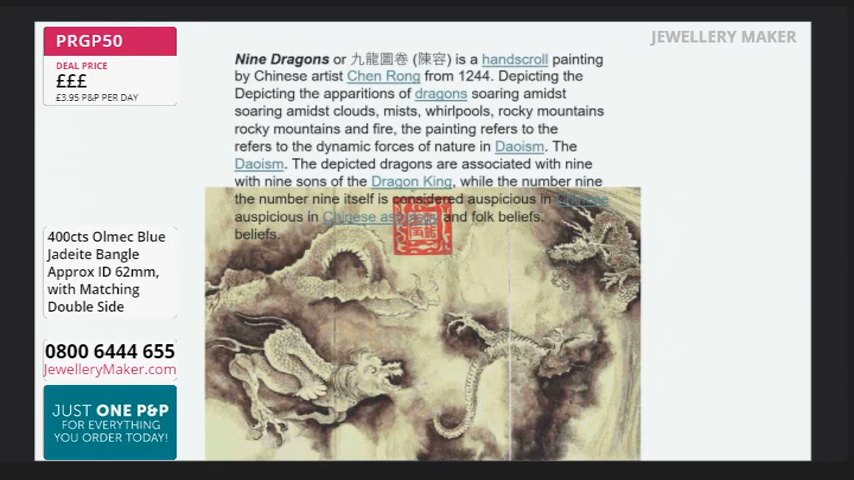 PRGP50
DEAL PRICE
£££
£3.95 P&P PER DAY
JEWELLERY MAKER
Nine Dragons or 九龍圖卷 (陳容) is a handscroll painting
by Chinese artist Chen Rong from 1244. Depicting the
Depicting the apparitions of dragons soaring amidst
soaring amidst clouds, mists, whirlpools, rocky mountains
rocky mountains and fire, the painting refers to the
refers to the dynamic forces of nature in Daoism. The
Daoism. The depicted dragons are associated with nine
with nine sons of the Dragon King, while the number nine
the number nine itself is considered auspicious in Chinese
auspicious in Chinese and folk beliefs.
beliefs.
400cts Olmec Blue
Jadeite Bangle
Approx ID 62mm,
with Matching
Double Side
0800 6444 655
JewelleryMaker.com
JUST ONE P&P
FOR EVERYTHING
YOU ORDER TODAY!